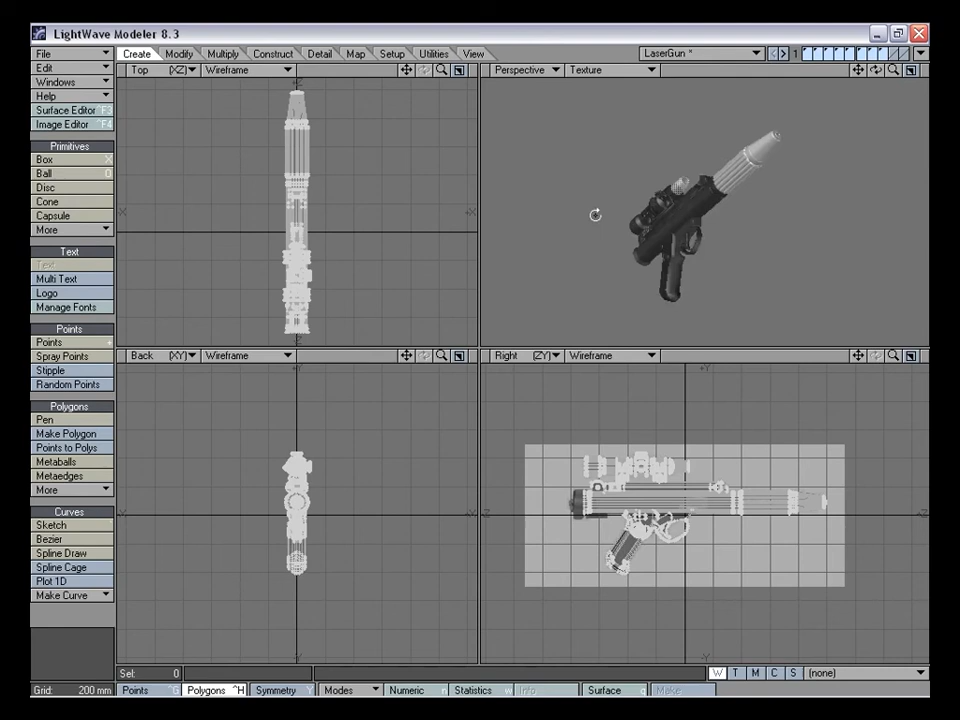 LightWave Modeler 8.3
File
Create Modify Multiply Construct Detail Map Setup Utilities View
LaserGun *
1
Edit
Windows
Help
Surface Editor ^F3
Image Editor ^F4
Top (XZ) Wireframe
Perspective Texture
Primitives
Box X
Ball O
Disc
Cone
Capsule
More
Text
Text
Multi Text
Logo
Manage Fonts
Points
Points +
Spray Points
Stipple
Random Points
Back (XY) Wireframe
Right (ZY) Wireframe
Polygons
Pen
Make Polygon
Points to Polys
Metaballs
Metaedges
More
Curves
Sketch
Bezier
Spline Draw
Spline Cage
Plot 1D
Make Curve
Sel: 0
W T M C S (none)
Grid: 200 mm
Points ^G Polygons ^H Symmetry Y Modes Numeric n Statistics w Info i Surface q Make